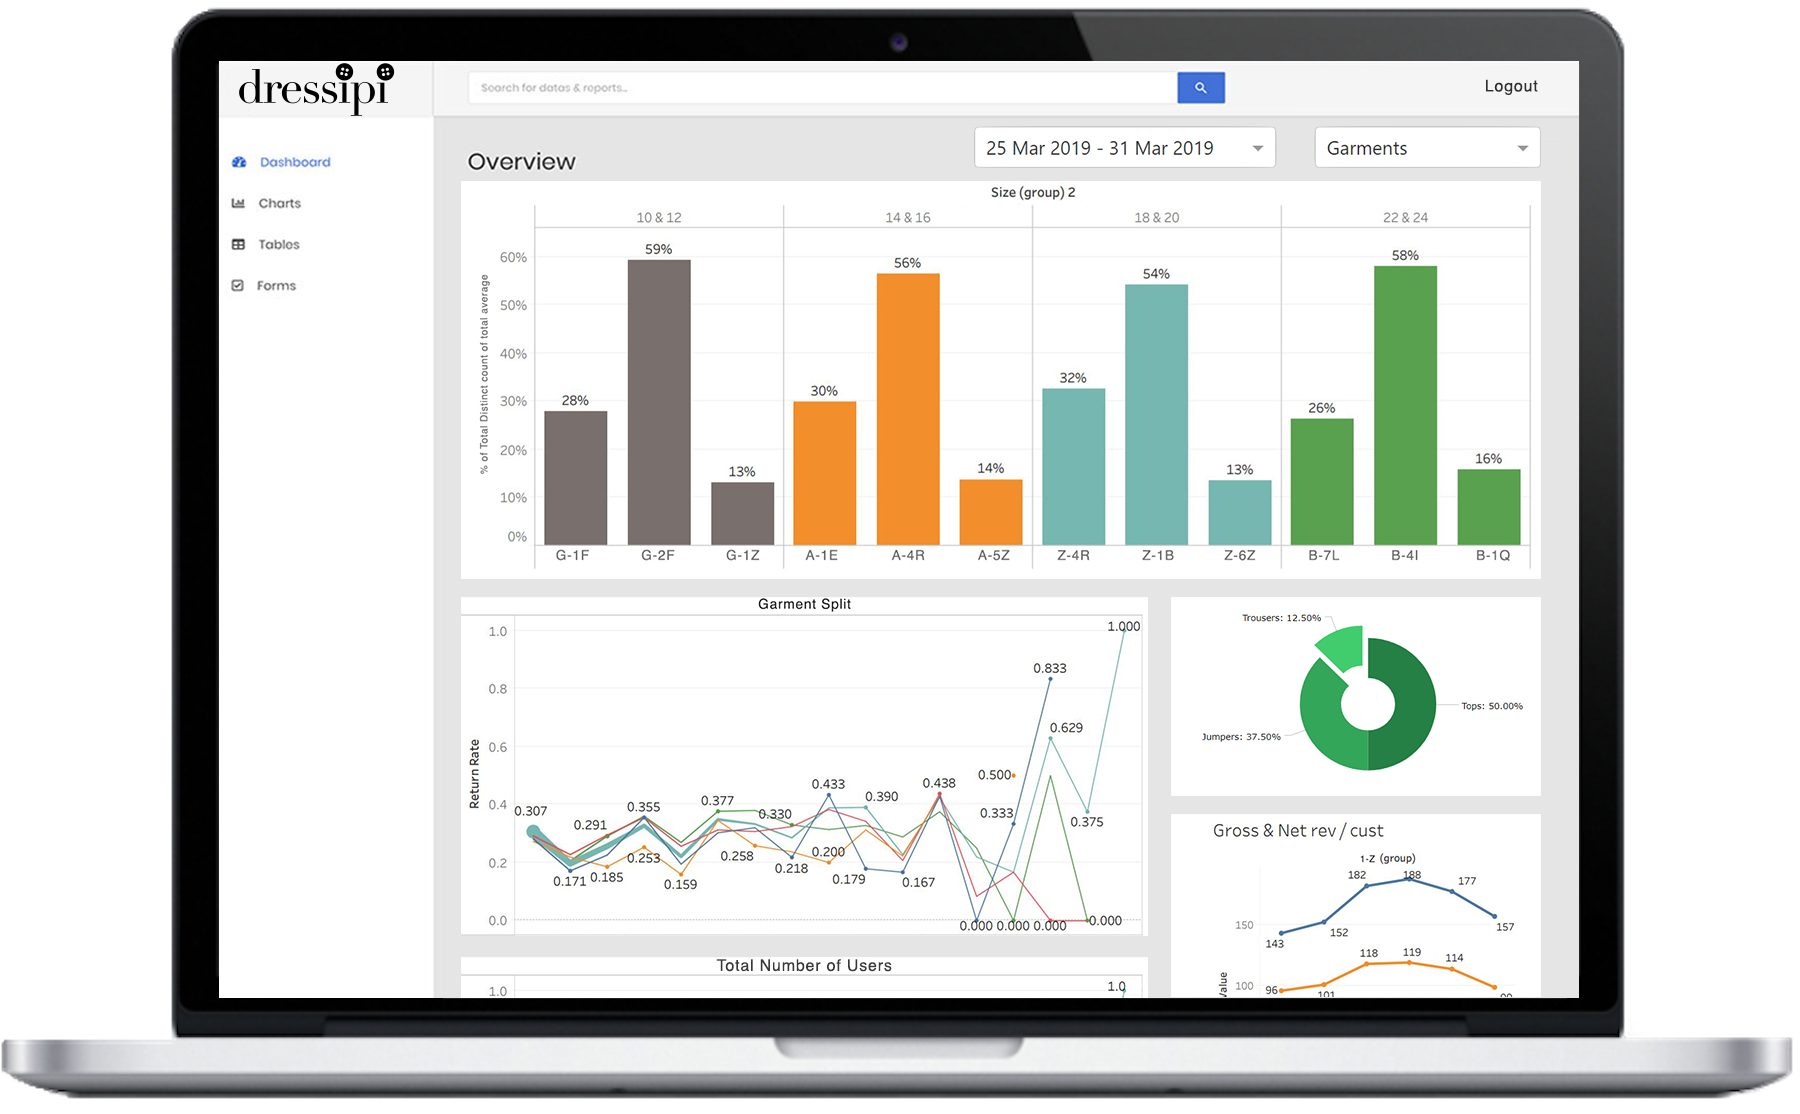 dressipi
Search for datas & reports...
Logout
Dashboard
Charts
Tables
Forms
Overview
25 Mar 2019 - 31 Mar 2019
Garments
Size (group) 2
10 & 12
14 & 16
18 & 20
22 & 24
% of Total Distinct count of total average
60%
50%
40%
30%
20%
10%
0%
28%
59%
13%
30%
56%
14%
32%
54%
13%
26%
58%
16%
G-1F
G-2F
G-1Z
A-1E
A-4R
A-5Z
Z-4R
Z-1B
Z-6Z
B-7L
B-4I
B-1Q
Garment Split
Return Rate
1.0
0.8
0.6
0.4
0.2
0.0
0.307
0.171
0.291
0.185
0.355
0.253
0.159
0.377
0.258
0.330
0.218
0.433
0.200
0.390
0.179
0.167
0.438
0.000
0.500
0.333
0.000
0.833
0.629
0.000
0.375
0.000
1.000
Trousers: 12.50%
Tops: 50.00%
Jumpers: 37.50%
Gross & Net rev / cust
1-Z (group)
Value
150
100
143
152
182
188
177
157
96
101
118
119
114
Total Number of Users
1.0
1.0